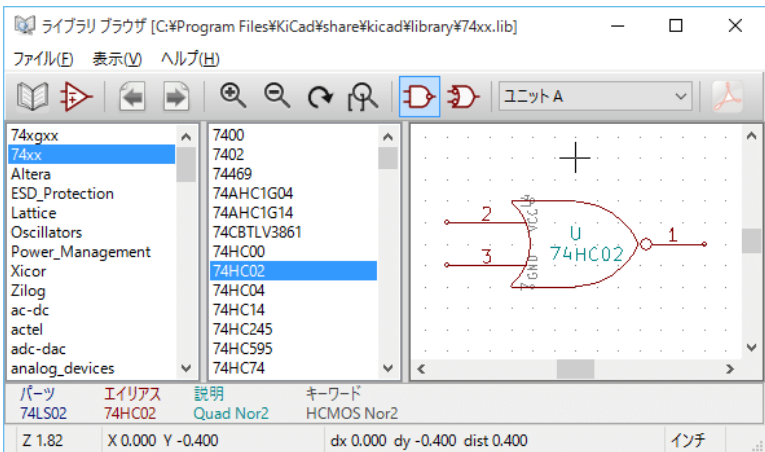 ライブラリ ブラウザ [C:¥Program Files¥KiCad¥share¥kicad¥library¥74xx.lib]
ファイル(F) 表示(V) ヘルプ(H)
ユニット A
74xgxx
74xx
Altera
ESD_Protection
Lattice
Oscillators
Power_Management
Xicor
Zilog
ac-dc
actel
adc-dac
analog_devices
7400
7402
74469
74AHC1G04
74AHC1G14
74CBTLV3861
74HC00
74HC02
74HC04
74HC14
74HC245
74HC595
74HC74
14
VCC
2
U
1
3
74HC02
GND
7
パーツ エイリアス 説明 キーワード
74LS02 74HC02 Quad Nor2 HCMOS Nor2
Z 1.82 X 0.000 Y -0.400 dx 0.000 dy -0.400 dist 0.400 インチ